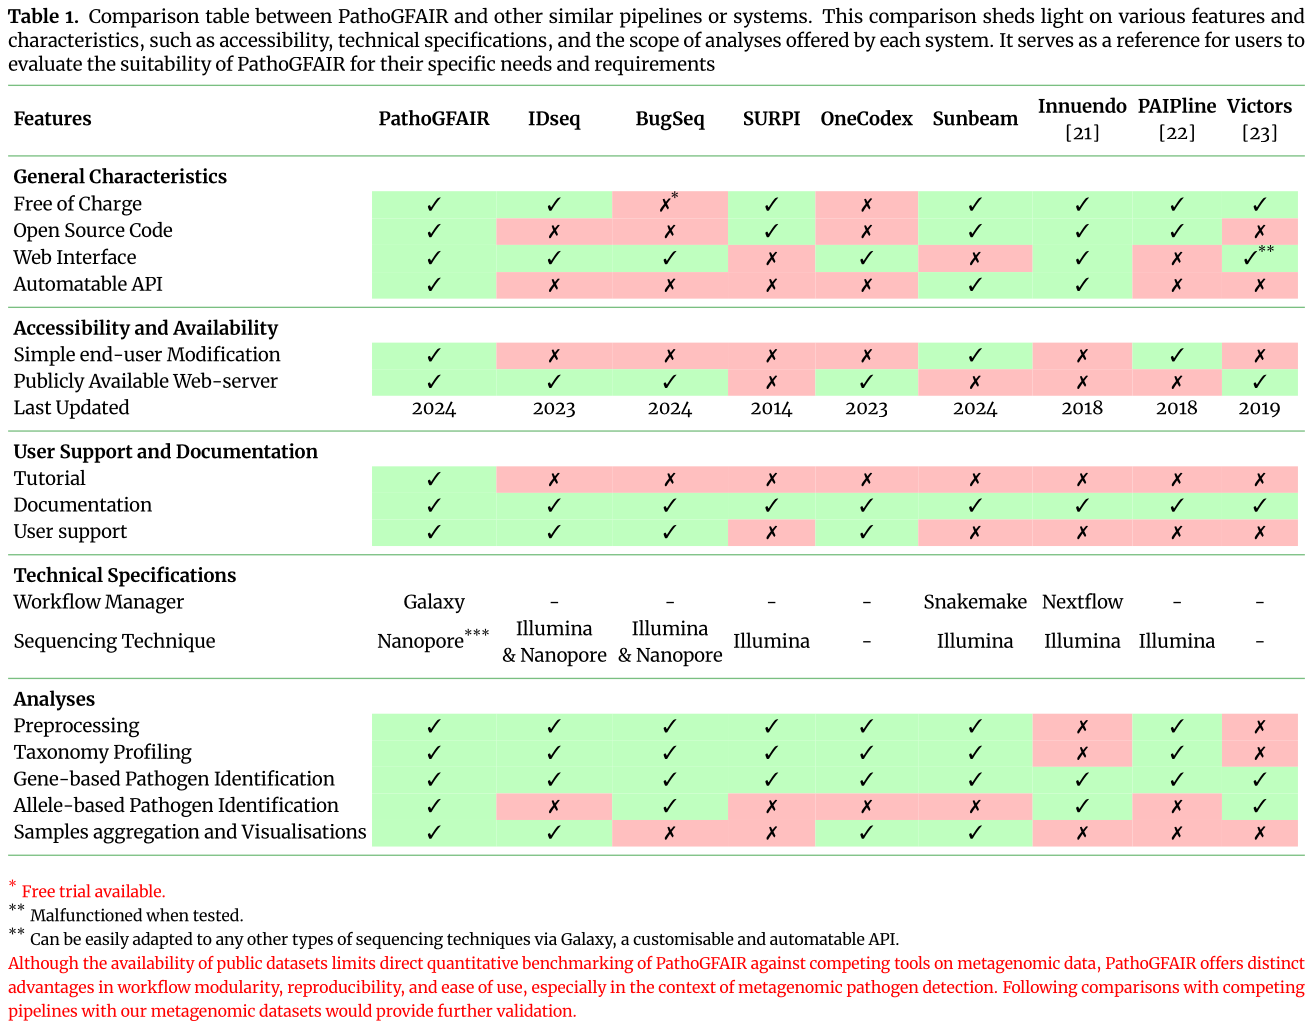 Table 1. Comparison table between PathoGFAIR and other similar pipelines or systems. This comparison sheds light on various features and
characteristics, such as accessibility, technical specifications, and the scope of analyses offered by each system. It serves as a reference for users to
evaluate the suitability of PathoGFAIR for their specific needs and requirements
Features PathoGFAIR IDseq BugSeq SURPI OneCodex Sunbeam Innuendo [21] PAIPline [22] Victors [23]
General Characteristics
Free of Charge ✓ ✓ ✗* ✓ ✗ ✓ ✓ ✓ ✓
Open Source Code ✓ ✗ ✗ ✓ ✗ ✓ ✓ ✓ ✗
Web Interface ✓ ✓ ✓ ✗ ✓ ✗ ✓ ✗ ✓**
Automatable API ✓ ✗ ✗ ✗ ✗ ✓ ✓ ✗ ✗
Accessibility and Availability
Simple end-user Modification ✓ ✗ ✗ ✗ ✗ ✓ ✗ ✓ ✗
Publicly Available Web-server ✓ ✓ ✓ ✗ ✓ ✗ ✗ ✗ ✓
Last Updated 2024 2023 2024 2014 2023 2024 2018 2018 2019
User Support and Documentation
Tutorial ✓ ✗ ✗ ✗ ✗ ✗ ✗ ✗ ✗
Documentation ✓ ✓ ✓ ✓ ✓ ✓ ✓ ✓ ✓
User support ✓ ✓ ✓ ✗ ✓ ✗ ✗ ✗ ✗
Technical Specifications
Workflow Manager Galaxy - - - - Snakemake Nextflow - -
Sequencing Technique Nanopore*** Illumina & Nanopore Illumina & Nanopore Illumina - Illumina Illumina Illumina -
Analyses
Preprocessing ✓ ✓ ✓ ✓ ✓ ✓ ✗ ✓ ✗
Taxonomy Profiling ✓ ✓ ✓ ✓ ✓ ✓ ✗ ✓ ✗
Gene-based Pathogen Identification ✓ ✓ ✓ ✓ ✓ ✓ ✓ ✓ ✓
Allele-based Pathogen Identification ✓ ✗ ✓ ✗ ✗ ✗ ✓ ✗ ✓
Samples aggregation and Visualisations ✓ ✓ ✗ ✗ ✓ ✓ ✗ ✗ ✗
* Free trial available.
** Malfunctioned when tested.
** Can be easily adapted to any other types of sequencing techniques via Galaxy, a customisable and automatable API.
Although the availability of public datasets limits direct quantitative benchmarking of PathoGFAIR against competing tools on metagenomic data, PathoGFAIR offers distinct
advantages in workflow modularity, reproducibility, and ease of use, especially in the context of metagenomic pathogen detection. Following comparisons with competing
pipelines with our metagenomic datasets would provide further validation.